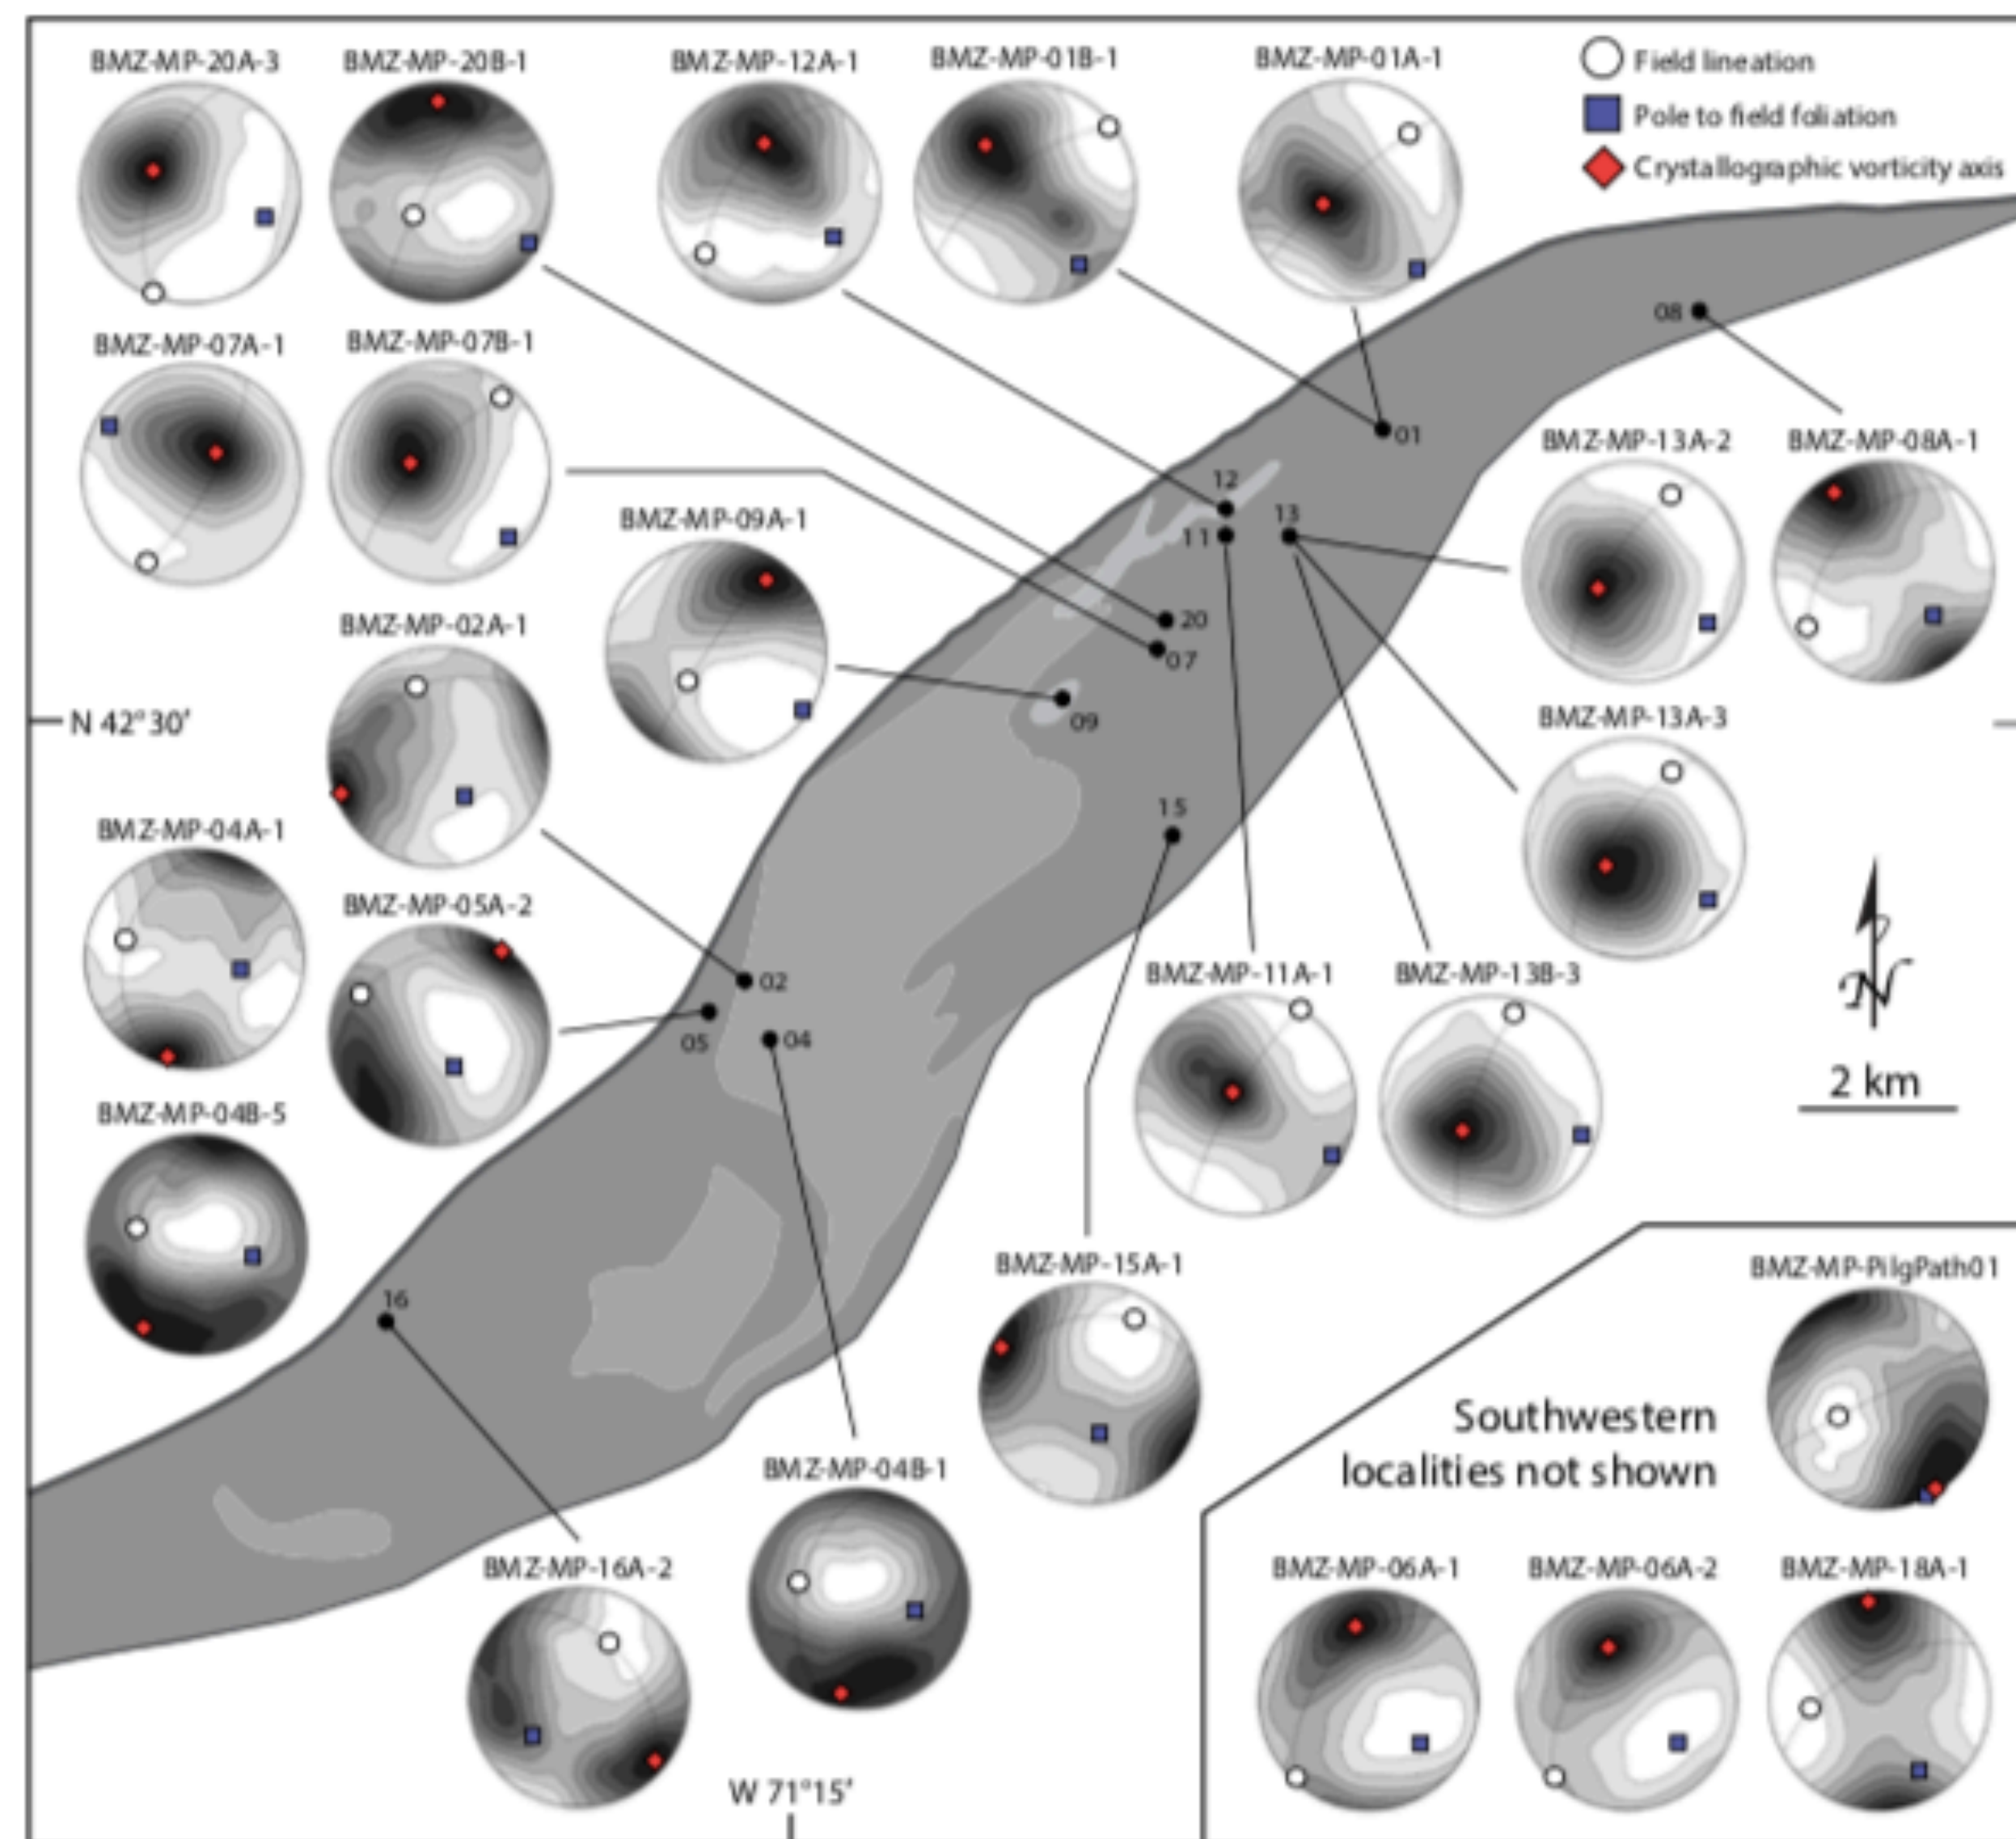 BMZ-MP-20A-3
BMZ-MP-20B-1
BMZ-MP-12A-1
BMZ-MP-01B-1
BMZ-MP-01A-1
Field lineation
Pole to field foliation
Crystallographic vorticity axis
BMZ-MP-07A-1
BMZ-MP-07B-1
08
01
BMZ-MP-13A-2
BMZ-MP-08A-1
12
13
11
BMZ-MP-09A-1
20
07
BMZ-MP-02A-1
N 42°30'
09
BMZ-MP-13A-3
15
BMZ-MP-04A-1
BMZ-MP-05A-2
02
05
04
BMZ-MP-11A-1
BMZ-MP-13B-3
N
2 km
BMZ-MP-04B-5
16
BMZ-MP-15A-1
BMZ-MP-PilgPath01
Southwestern
localities not shown
BMZ-MP-04B-1
BMZ-MP-16A-2
BMZ-MP-06A-1
BMZ-MP-06A-2
BMZ-MP-18A-1
W 71°15'